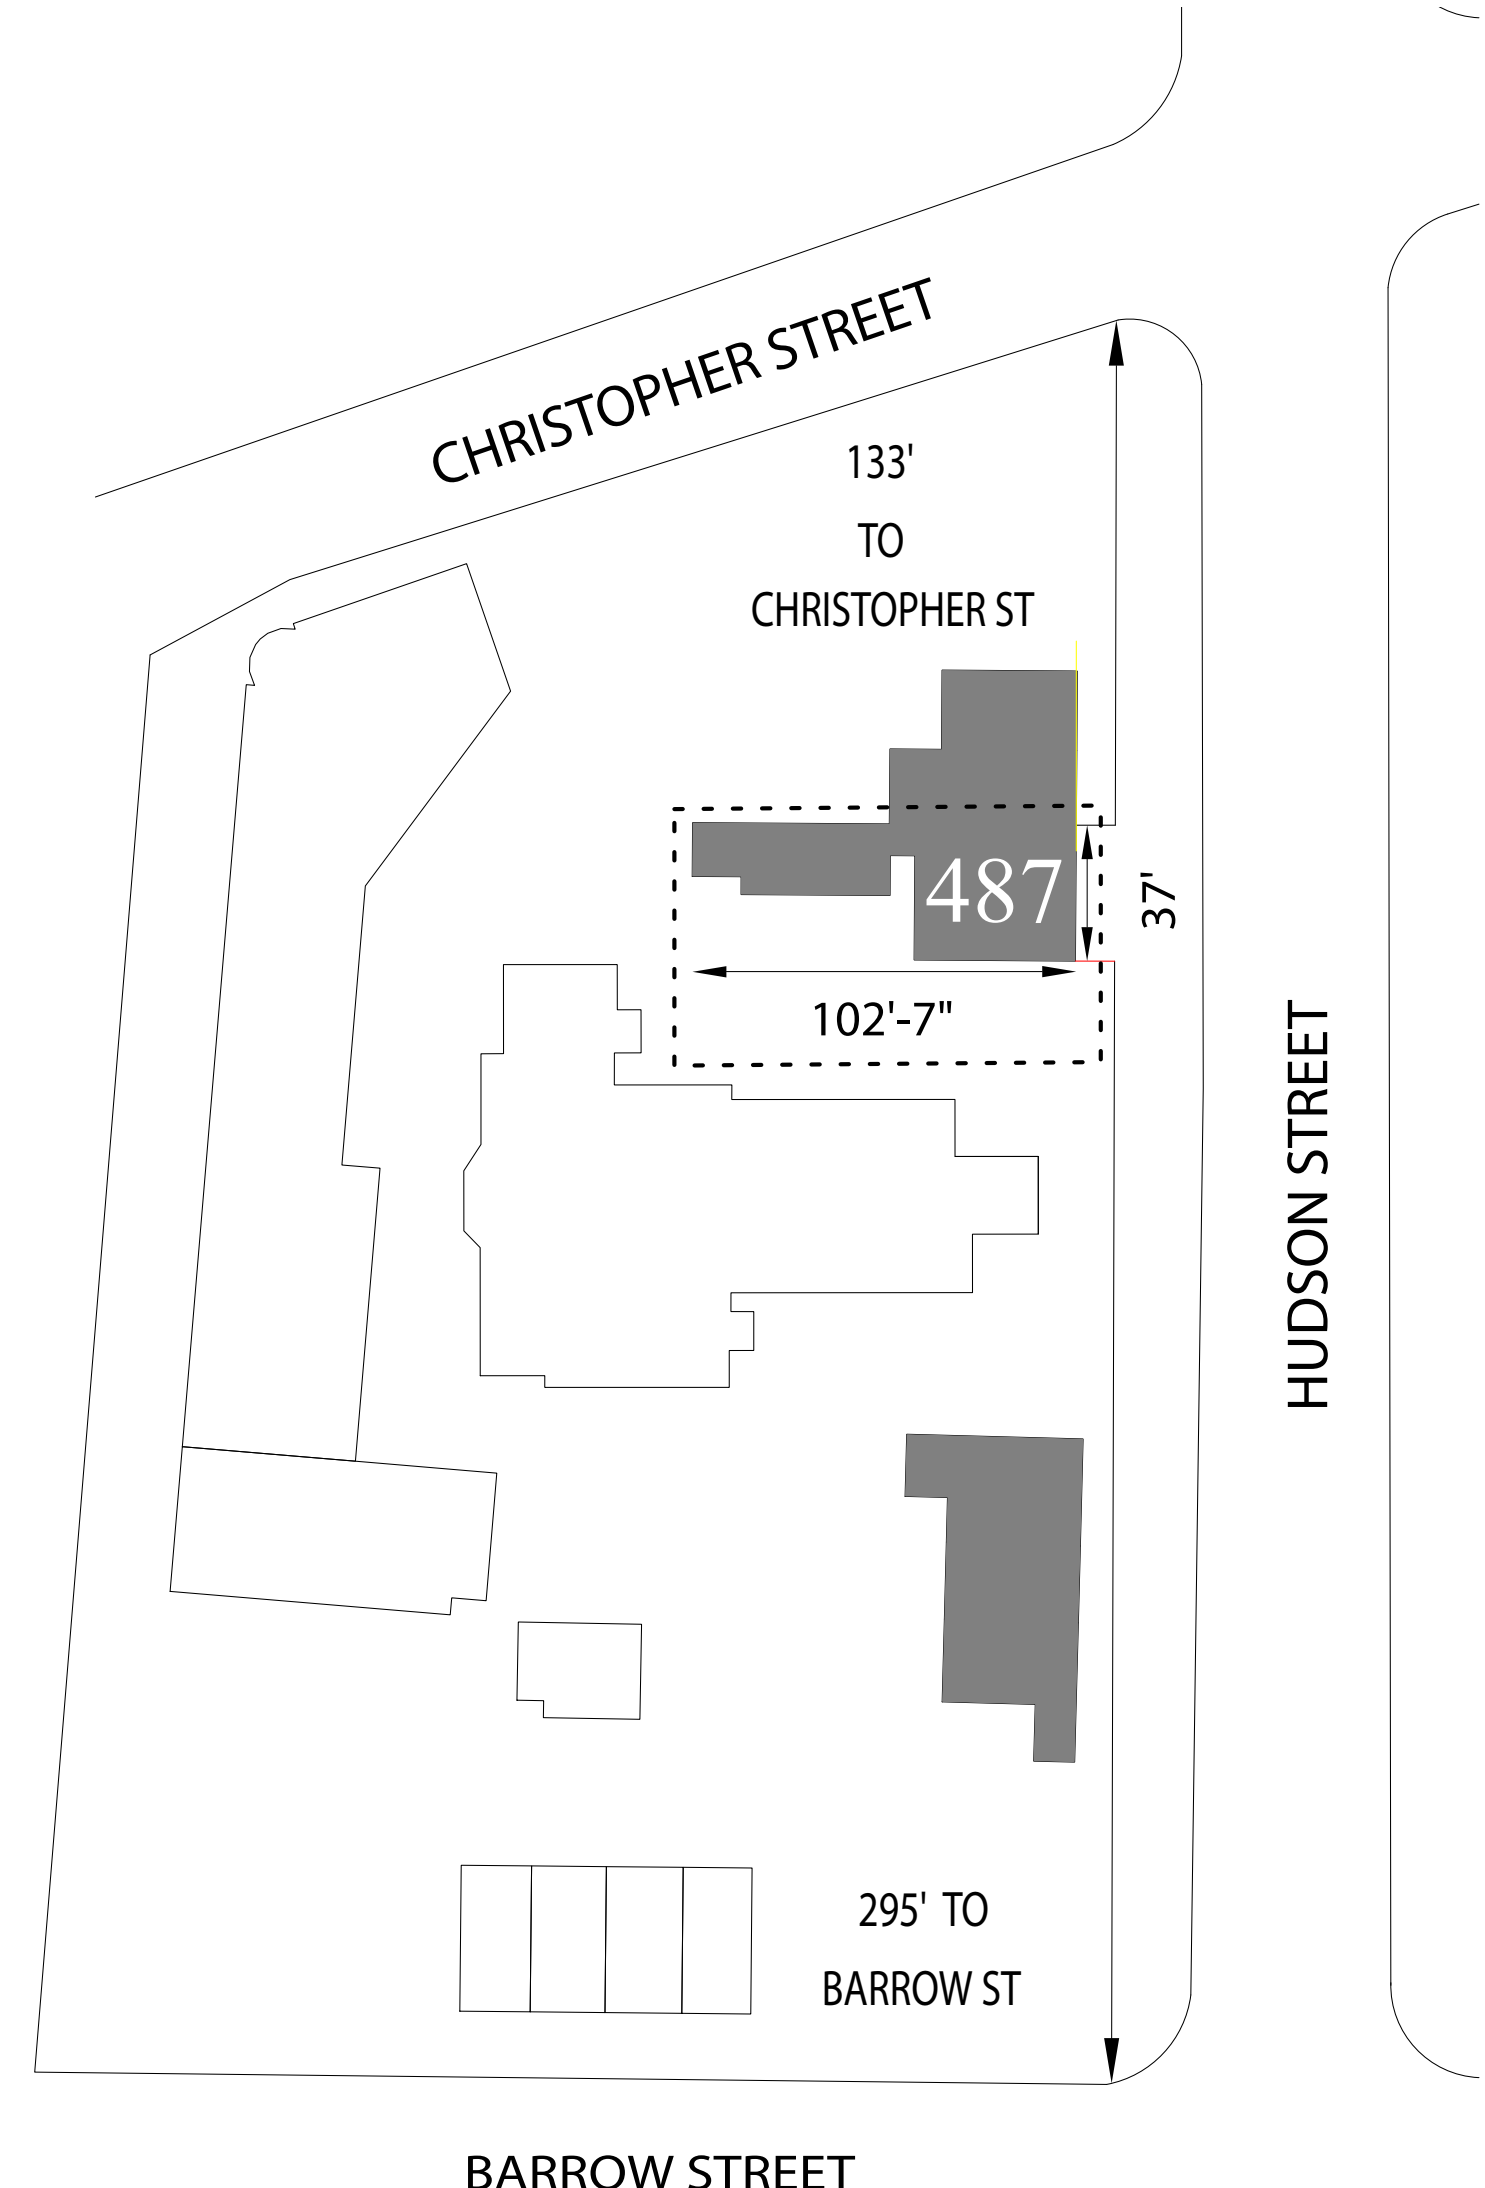 CHRISTOPHER STREET
133'
TO
CHRISTOPHER ST
487
37'
102'-7"
HUDSON STREET
295' TO
BARROW ST
BARROW STREET